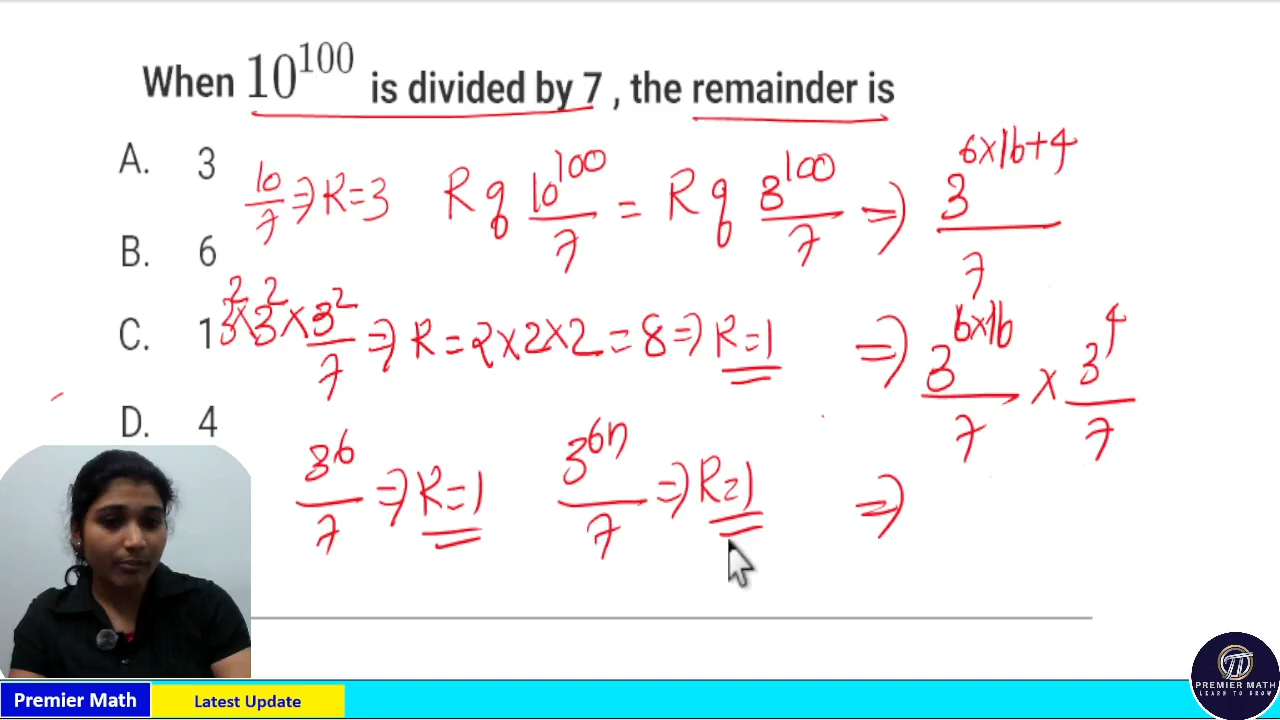 When 10^100 is divided by 7 , the remainder is
A. 3
10/7 ⇒ R=3 R of 10^100/7 = R of 3^100/7 ⇒ 3^(6×16+4)/7
B. 6
C. 1
3^2×3^2×3^2/7 ⇒ R=2×2×2=8⇒R=1 ⇒ 3^(6×16)/7 × 3^4/7
D. 4
3^6/7 ⇒ R=1 3^(6n)/7 ⇒ R=1 ⇒
Premier Math Latest Update
PREMIER MATH
LEARN TO GROW